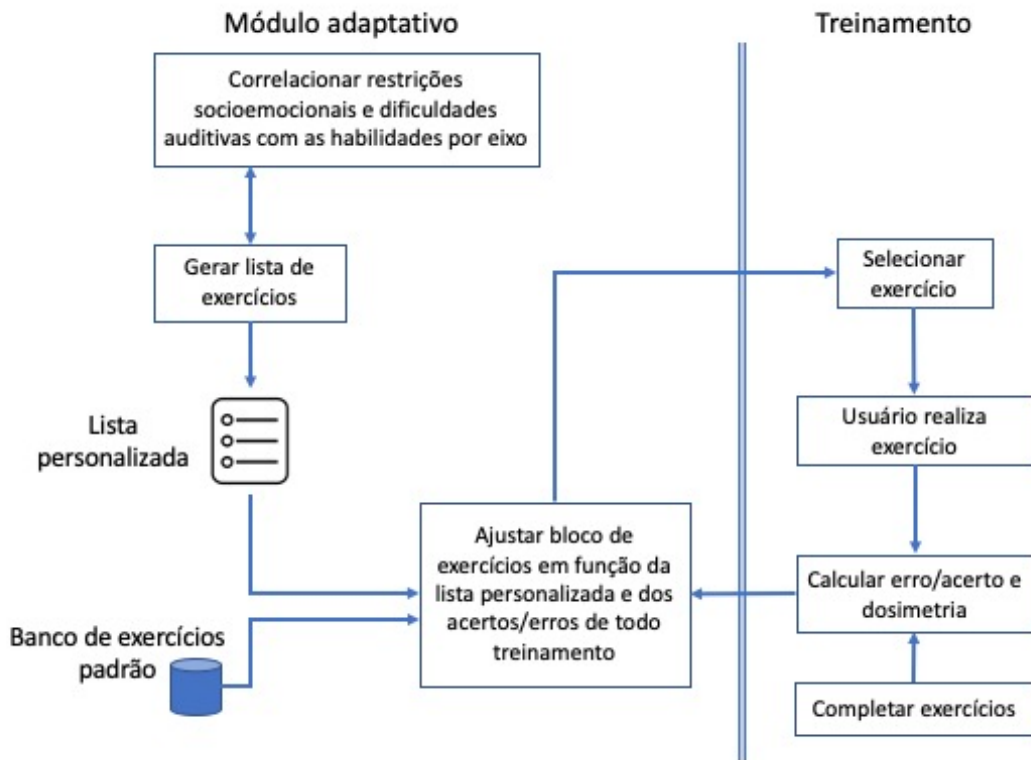 Módulo adaptativo
Treinamento
Correlacionar restrições
socioemocionais e dificuldades
auditivas com as habilidades por eixo
Gerar lista de
exercícios
Selecionar
exercício
Lista
personalizada
Usuário realiza
exercício
Ajustar bloco de
exercícios em função da
lista personalizada e dos
acertos/erros de todo
treinamento
Calcular erro/acerto e
dosimetria
Banco de exercícios
padrão
Completar exercícios